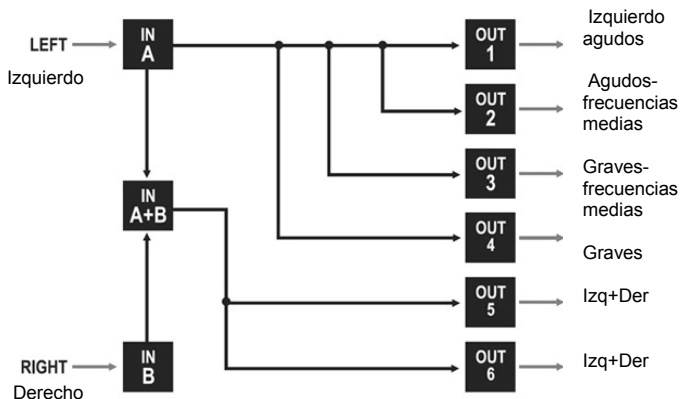 LEFT
Izquierdo
IN
A
IN
A+B
RIGHT
Derecho
IN
B
OUT
1
Izquierdo
agudos
OUT
2
Agudos-
frecuencias
medias
OUT
3
Graves-
frecuencias
medias
OUT
4
Graves
OUT
5
Izq+Der
OUT
6
Izq+Der